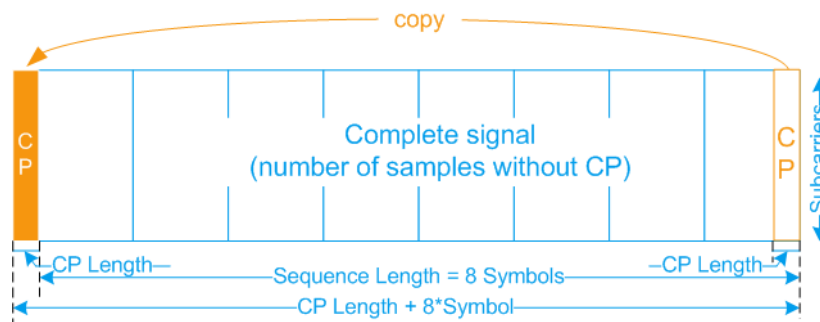 copy
C
P
Complete signal
(number of samples without CP)
C
P
Subcarriers
CP Length
CP Length
Sequence Length = 8 Symbols
CP Length + 8*Symbol